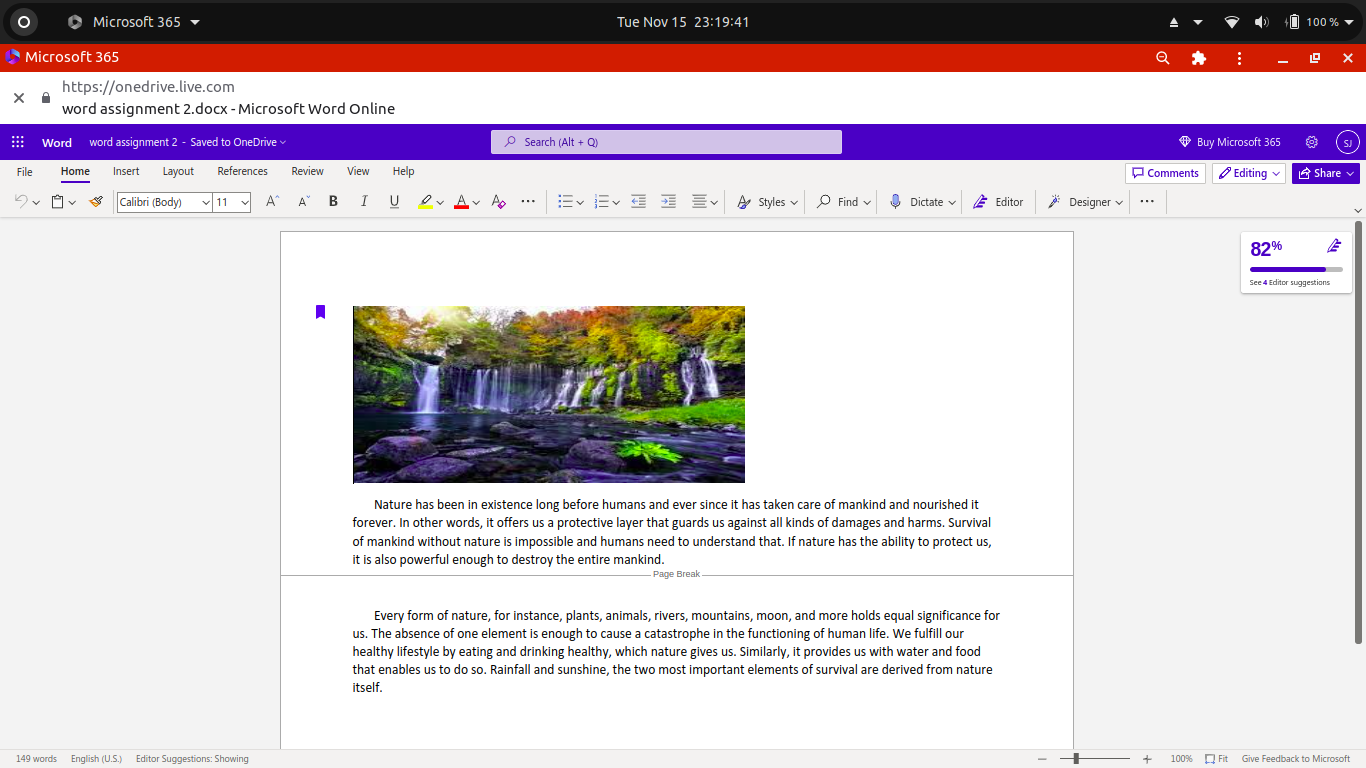 Microsoft 365
Tue Nov 15 23:19:41
100 %
Microsoft 365
https://onedrive.live.com
word assignment 2.docx - Microsoft Word Online
Word
word assignment 2 - Saved to OneDrive
Search (Alt + Q)
Buy Microsoft 365
SJ
File
Home
Insert
Layout
References
Review
View
Help
Comments
Editing
Share
Calibri (Body)
11
A
A
B
I
U
A
A
Styles
Find
Dictate
Editor
Designer
82%
See 4 Editor suggestions
Nature has been in existence long before humans and ever since it has taken care of mankind and nourished it
forever. In other words, it offers us a protective layer that guards us against all kinds of damages and harms. Survival
of mankind without nature is impossible and humans need to understand that. If nature has the ability to protect us,
it is also powerful enough to destroy the entire mankind.
Page Break
Every form of nature, for instance, plants, animals, rivers, mountains, moon, and more holds equal significance for
us. The absence of one element is enough to cause a catastrophe in the functioning of human life. We fulfill our
healthy lifestyle by eating and drinking healthy, which nature gives us. Similarly, it provides us with water and food
that enables us to do so. Rainfall and sunshine, the two most important elements of survival are derived from nature
itself.
149 words
English (U.S.)
Editor Suggestions: Showing
100%
Fit
Give Feedback to Microsoft